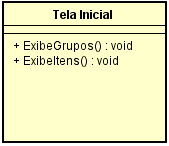 Tela Inicial
+ ExibeGrupos() : void
+ ExibeItens() : void